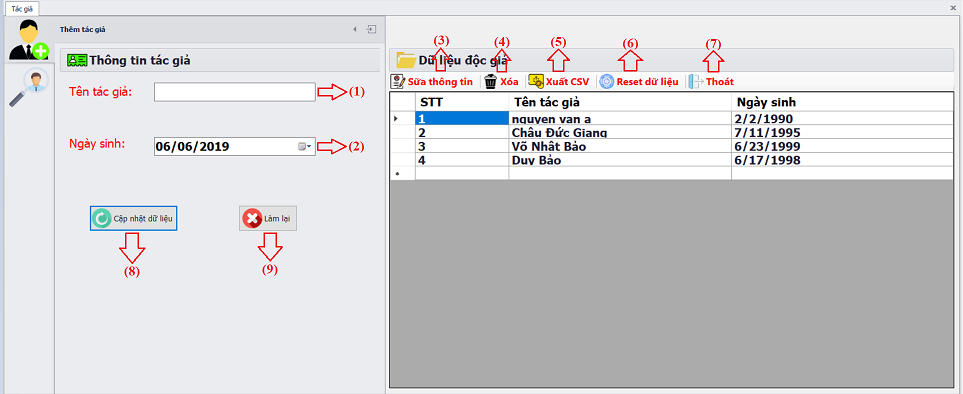 Tác giả
Thêm tác giả
Thông tin tác giả
Tên tác giả: (1)
Ngày sinh: 06/06/2019 (2)
Cập nhật dữ liệu Làm lại
(8) (9)
(3) (4) (5) (6) (7)
Dữ liệu độc giả
Sữa thông tin Xóa Xuất CSV Reset dữ liệu Thoát
STT Tên tác giả Ngày sinh
1 nguyen van a 2/2/1990
2 Châu Đức Giang 7/11/1995
3 Võ Nhât Bảo 6/23/1999
4 Duy Bảo 6/17/1998